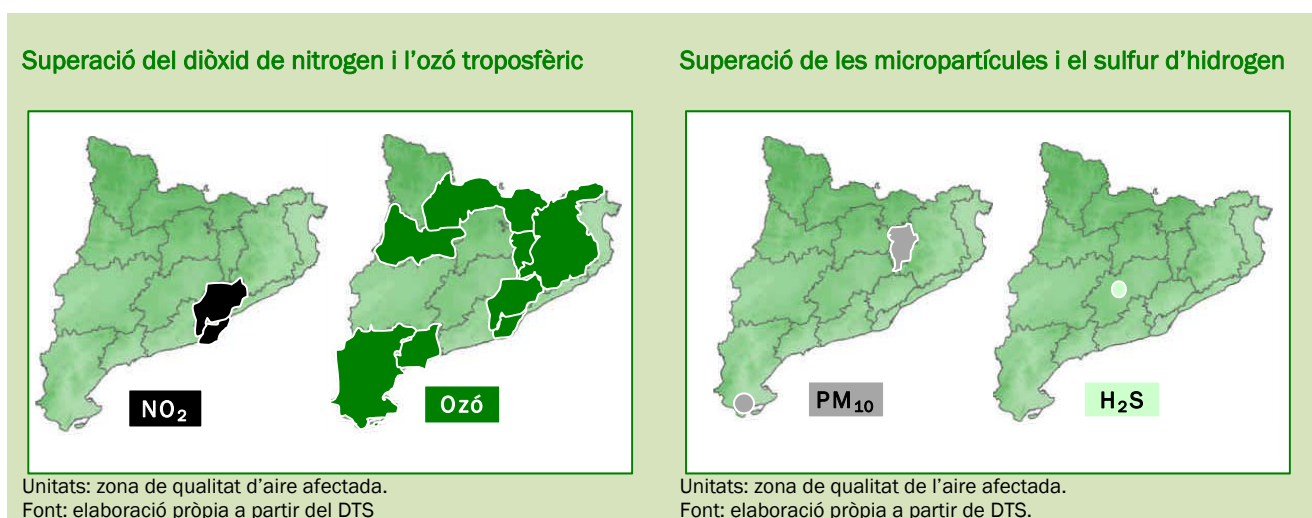 Superació del diòxid de nitrogen i l'ozó troposfèric
NO₂
Ozó
Unitats: zona de qualitat d'aire afectada.
Font: elaboració pròpia a partir del DTS
Superació de les micropartícules i el sulfur d'hidrogen
PM₁₀
H₂S
Unitats: zona de qualitat de l'aire afectada.
Font: elaboració pròpia a partir de DTS.